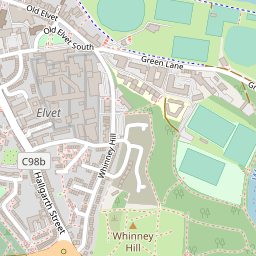 Old Elvet
Old Elvet South
Green Lane
Elvet
Whinney Hill
C98b
Hallgarth Street
Whinney
Hill